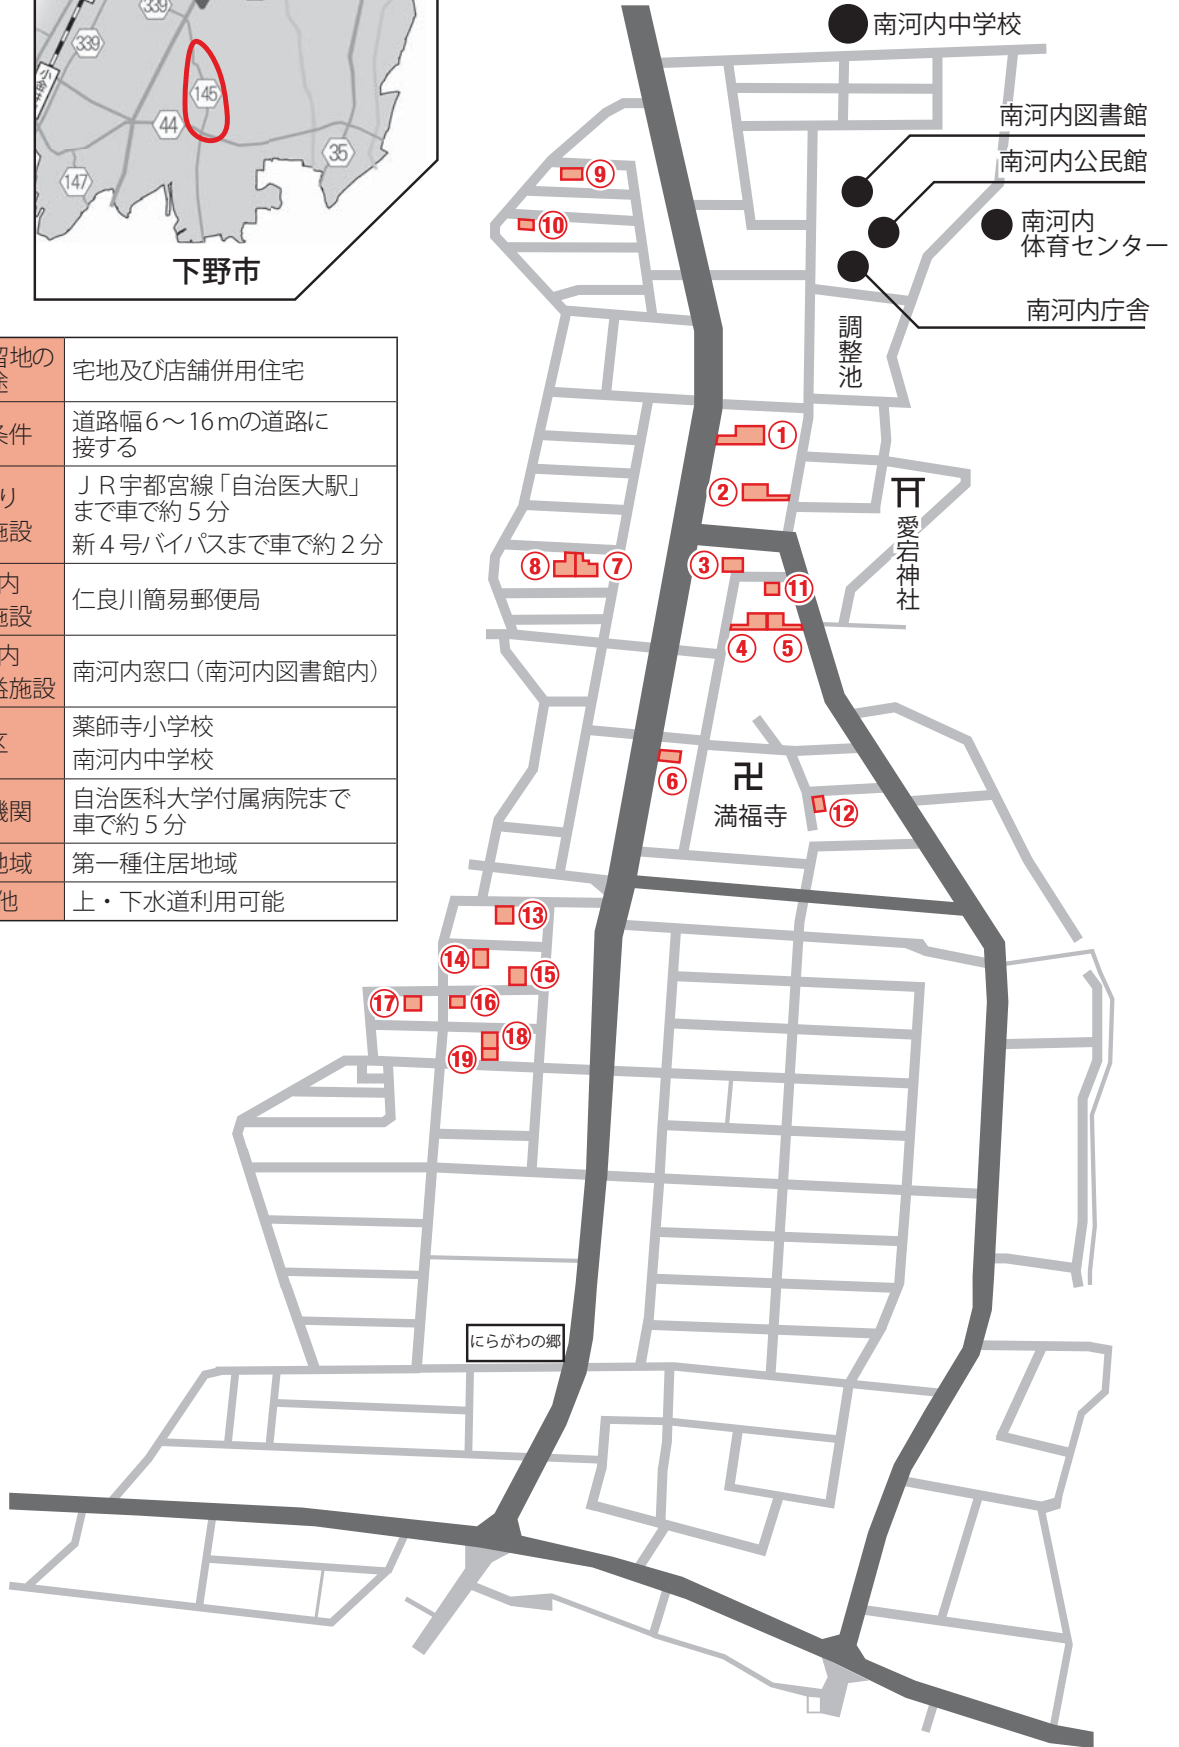 339
339
145
44
35
147
下野市
留地の
途
宅地及び店舗併用住宅
条件
道路幅6～16mの道路に
接する
り
施設
ＪＲ宇都宮線「自治医大駅」
まで車で約５分
新４号バイパスまで車で約２分
内
施設
仁良川簡易郵便局
内
益施設
南河内窓口(南河内図書館内)
区
薬師寺小学校
南河内中学校
機関
自治医科大学付属病院まで
車で約５分
地域
第一種住居地域
他
上・下水道利用可能
南河内中学校
南河内図書館
南河内公民館
南河内
体育センター
南河内庁舎
調整池
⑨
⑩
①
②
愛宕神社
③
⑧
⑦
⑪
④
⑤
⑥
卍
満福寺
⑫
⑬
⑭
⑮
⑰
⑯
⑱
⑲
にらがわの郷